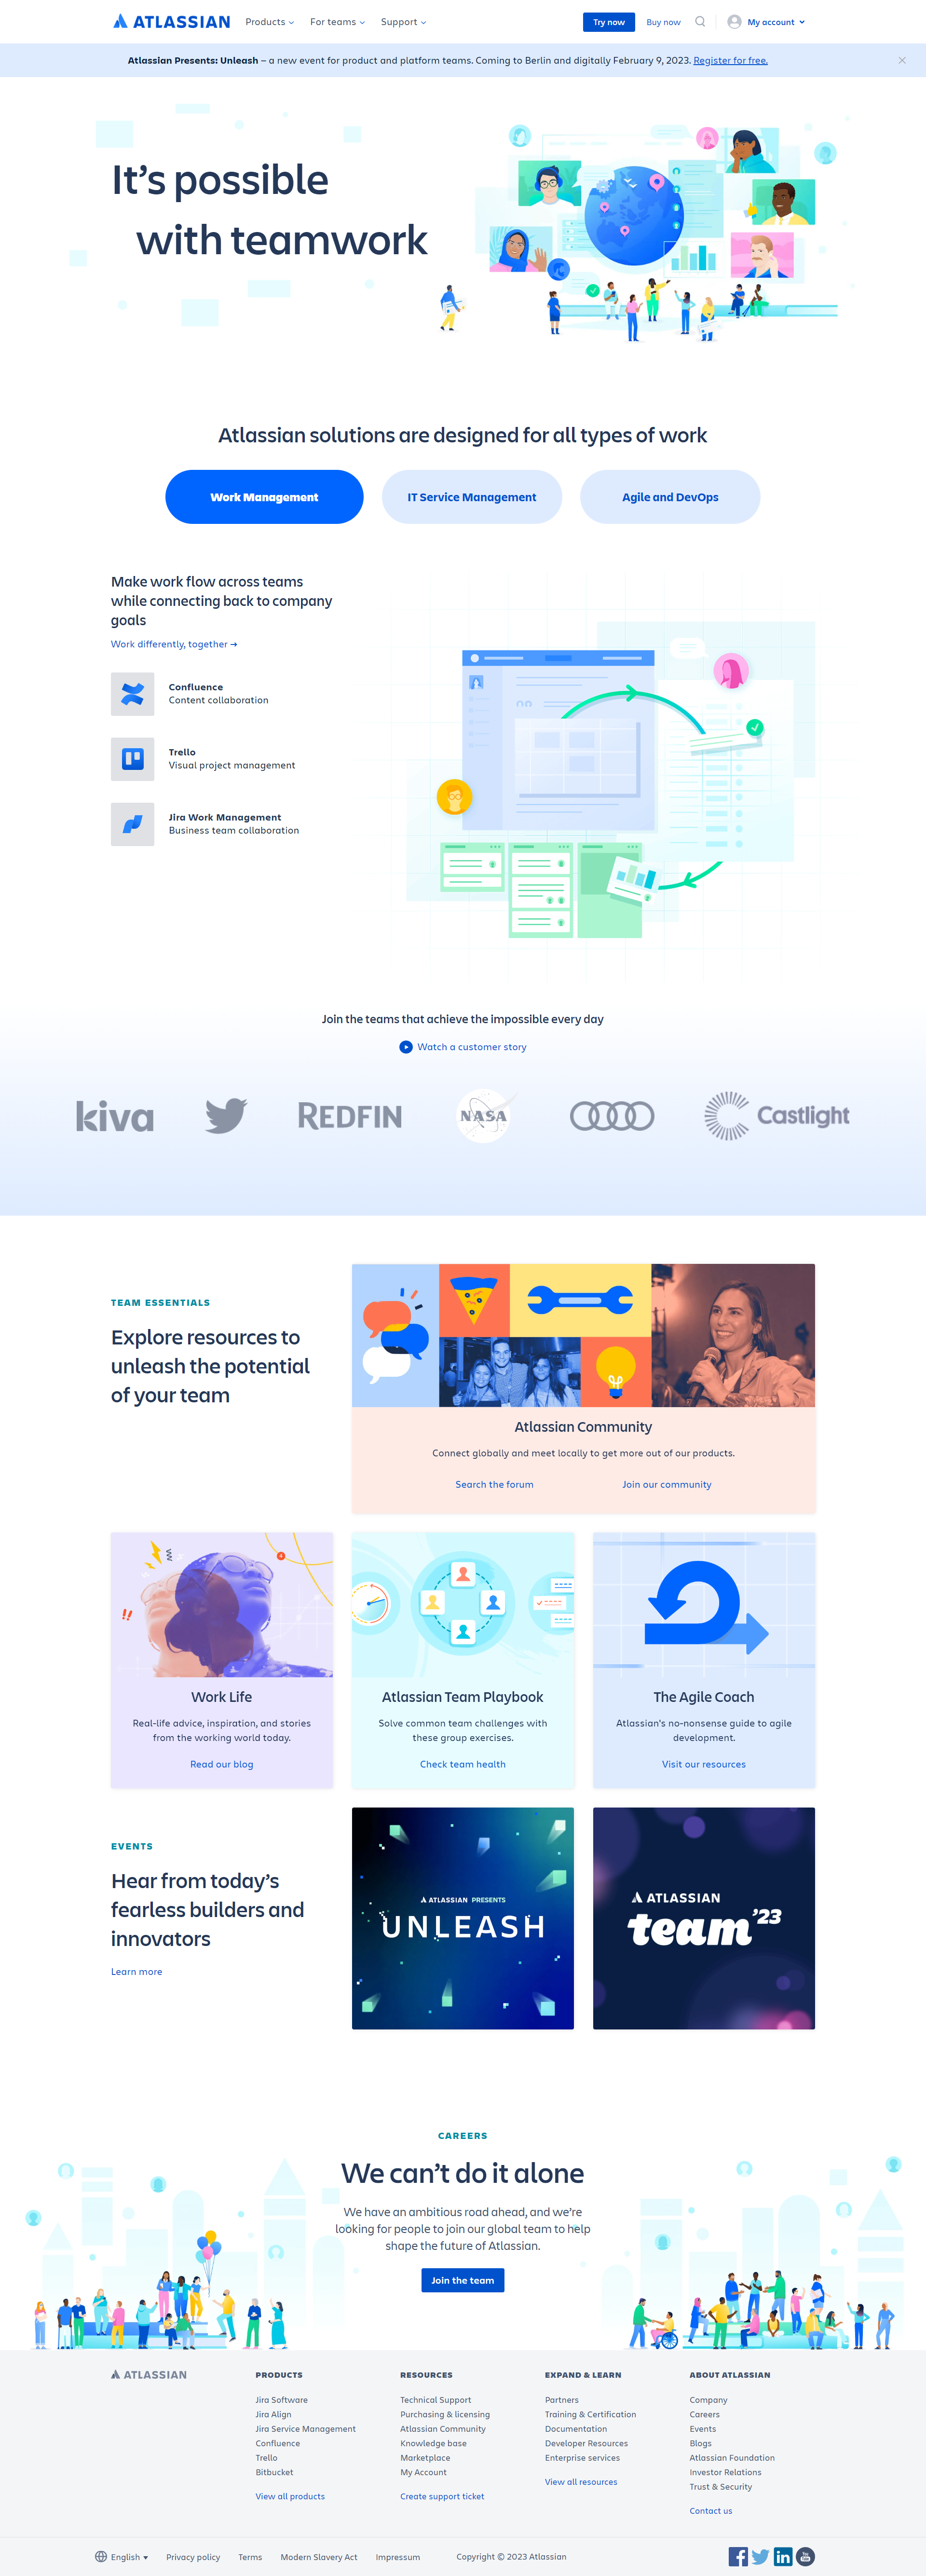 ATLASSIAN
Products
For teams
Support
Try now
Buy now
My account
Atlassian Presents: Unleash – a new event for product and platform teams. Coming to Berlin and digitally February 9, 2023. Register for free.
It's possible
with teamwork
Atlassian solutions are designed for all types of work
Work Management
IT Service Management
Agile and DevOps
Make work flow across teams
while connecting back to company
goals
Work differently, together →
Confluence
Content collaboration
Trello
Visual project management
Jira Work Management
Business team collaboration
Join the teams that achieve the impossible every day
Watch a customer story
kiva
REDFIN
NASA
Castlight
TEAM ESSENTIALS
Explore resources to
unleash the potential
of your team
Atlassian Community
Connect globally and meet locally to get more out of our products.
Search the forum
Join our community
Work Life
Real-life advice, inspiration, and stories
from the working world today.
Read our blog
Atlassian Team Playbook
Solve common team challenges with
these group exercises.
Check team health
The Agile Coach
Atlassian's no-nonsense guide to agile
development.
Visit our resources
EVENTS
Hear from today's
fearless builders and
innovators
Learn more
ATLASSIAN PRESENTS
UNLEASH
ATLASSIAN
team '23
CAREERS
We can't do it alone
We have an ambitious road ahead, and we're
looking for people to join our global team to help
shape the future of Atlassian.
Join the team
ATLASSIAN
PRODUCTS
Jira Software
Jira Align
Jira Service Management
Confluence
Trello
Bitbucket
View all products
RESOURCES
Technical Support
Purchasing & licensing
Atlassian Community
Knowledge base
Marketplace
My Account
Create support ticket
EXPAND & LEARN
Partners
Training & Certification
Documentation
Developer Resources
Enterprise services
View all resources
ABOUT ATLASSIAN
Company
Careers
Events
Blogs
Atlassian Foundation
Investor Relations
Trust & Security
Contact us
English
Privacy policy
Terms
Modern Slavery Act
Impressum
Copyright © 2023 Atlassian